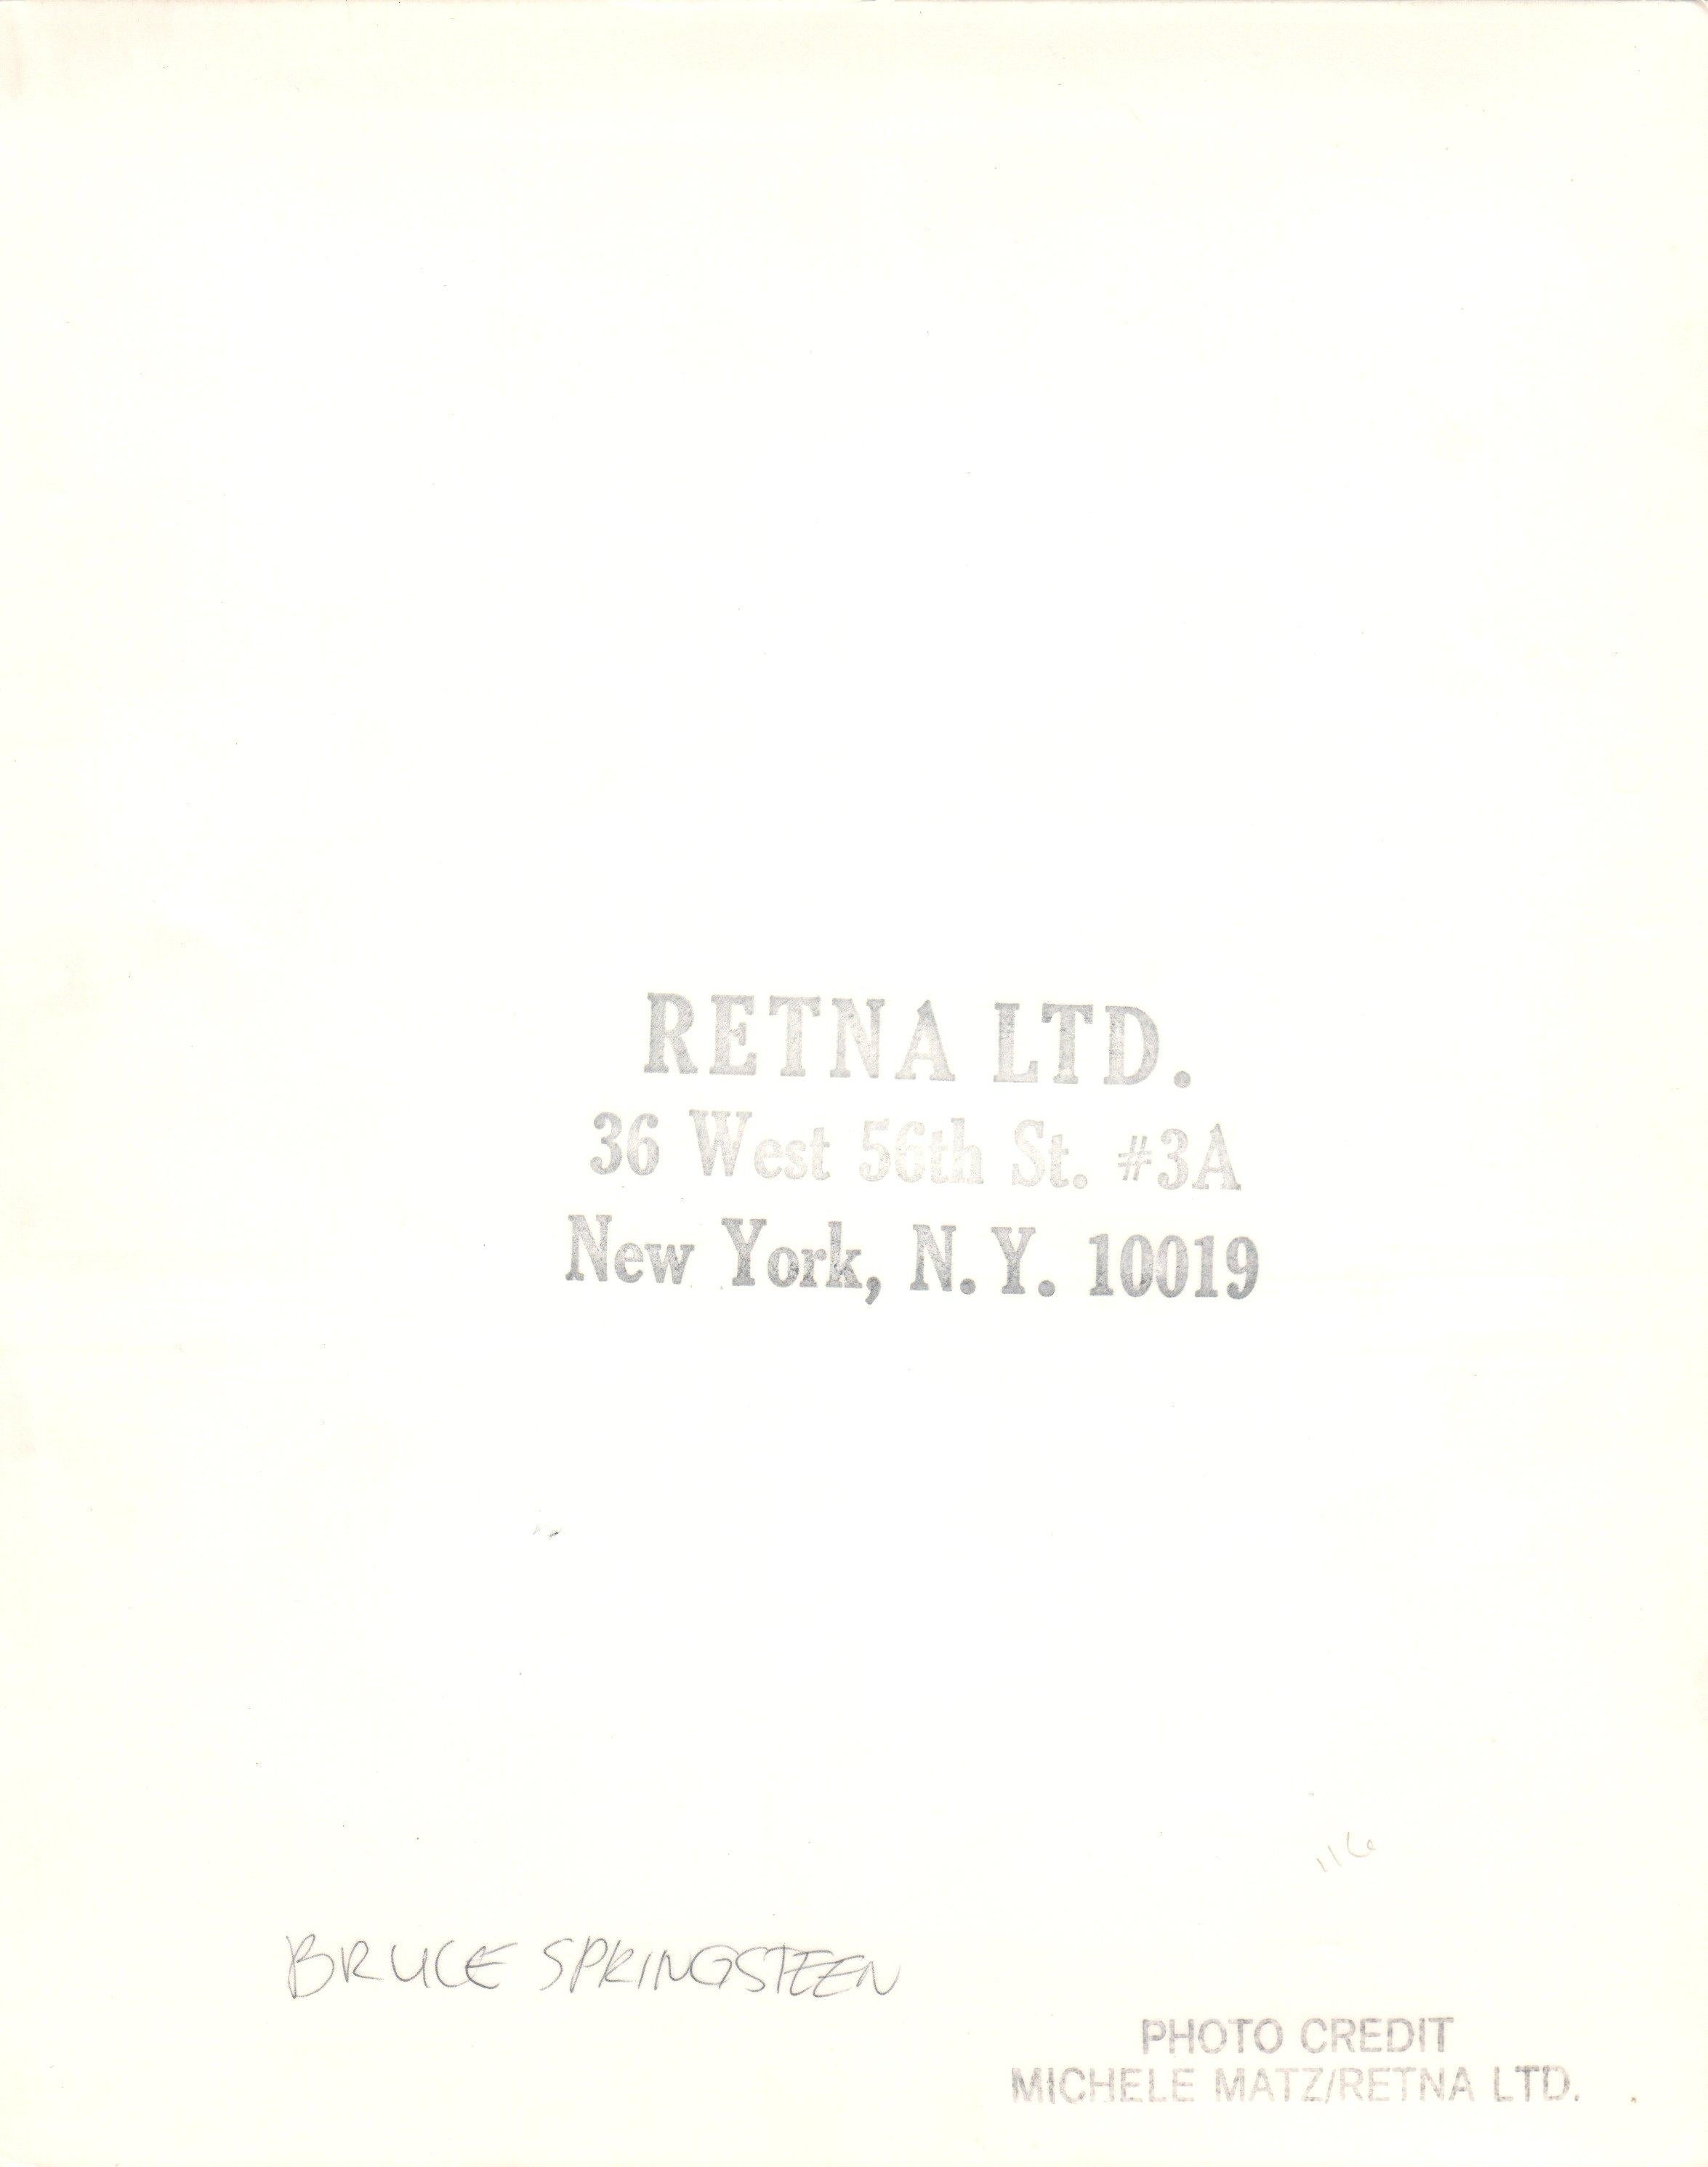 RETNA LTD.
36 West 56th St. #3A
New York, N.Y. 10019
116
BRUCE SPRINGSTEEN
PHOTO CREDIT
MICHELE MATZ/RETNA LTD.